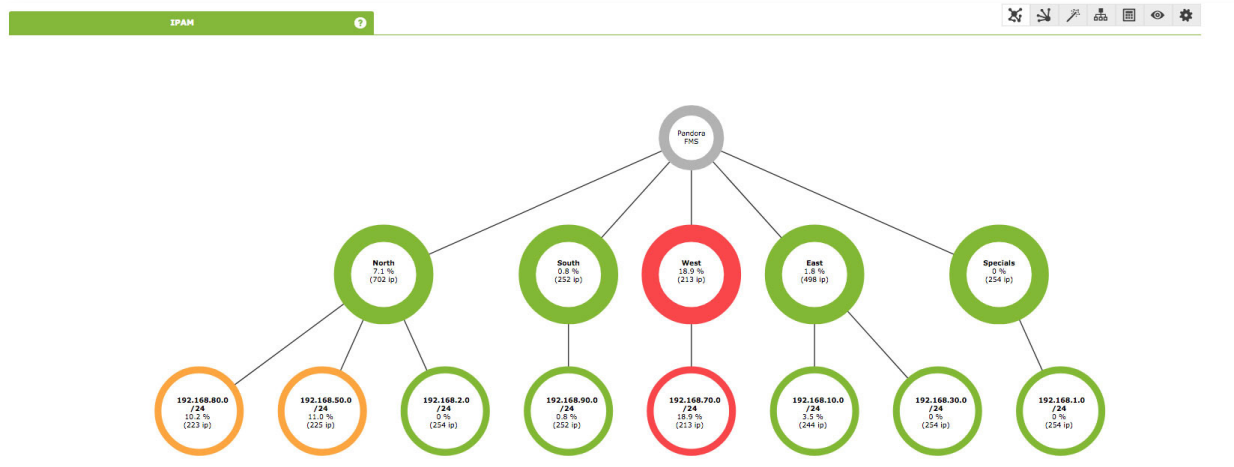 IPAM
?
Pandora
FMS
North
7.1 %
(702 ip)
South
0.8 %
(252 ip)
West
18.9 %
(213 ip)
East
1.8 %
(498 ip)
Specials
0 %
(254 ip)
192.168.80.0
/24
10.2 %
(223 ip)
192.168.50.0
/24
11.0 %
(225 ip)
192.168.2.0
/24
0 %
(254 ip)
192.168.90.0
/24
0.8 %
(252 ip)
192.168.70.0
/24
18.9 %
(213 ip)
192.168.10.0
/24
3.5 %
(244 ip)
192.168.30.0
/24
0 %
(254 ip)
192.168.1.0
/24
0 %
(254 ip)